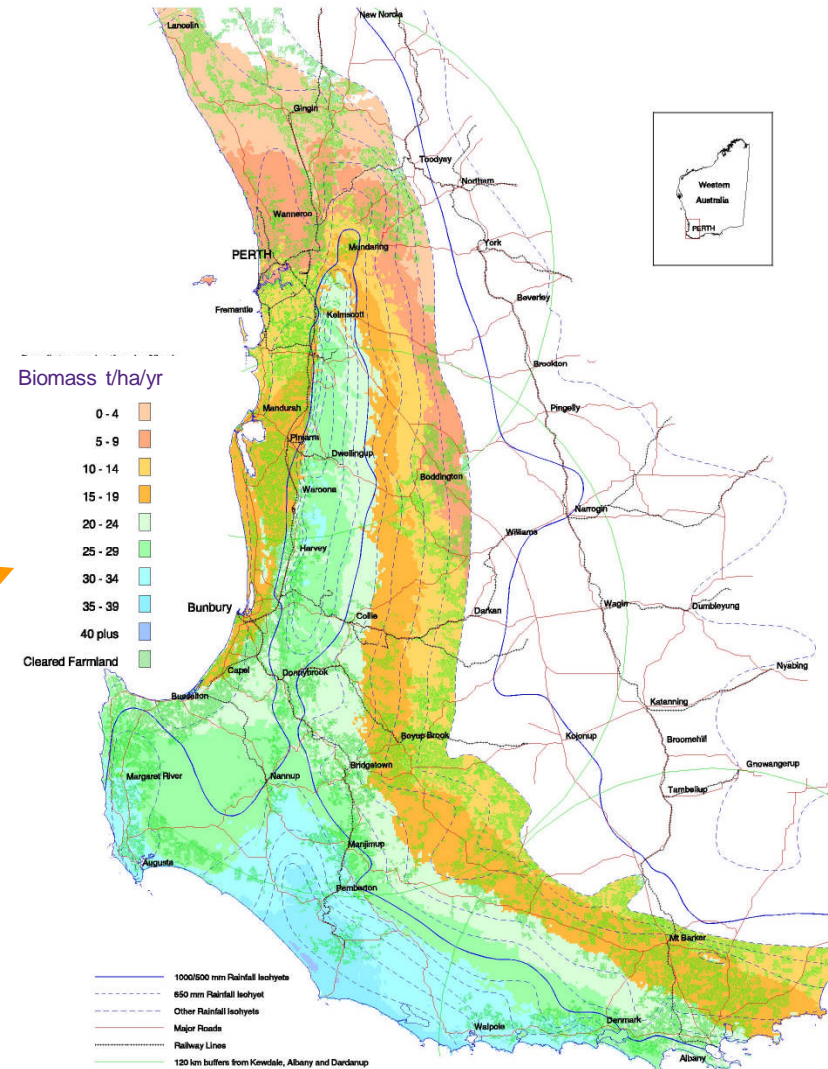 New Norcia
Lancelin
Gingin
Toodyay
Northam
Western
Australia
PERTH
Wanneroo
York
Mundaring
PERTH
Beverley
Fremantle
Kelmscott
Brookton
Biomass t/ha/yr
Pingelly
0 - 4
Mandurah
5 - 9
Pinjarra
10 - 14
Dwellingup
15 - 19
Boddington
Waroona
20 - 24
Narrogin
25 - 29
Williams
Harvey
30 - 34
35 - 39
Bunbury
Wagin
Dumbleyung
Collie
Darkan
40 plus
Cleared Farmland
Capel
Donnybrook
Nyabing
Busselton
Katanning
Boyup Brook
Kojonup
Broomehill
Bridgetown
Gnowangerup
Margaret River
Nannup
Tambellup
Manjimup
Augusta
Pemberton
Mt Barker
1000/500 mm Rainfall Isohyets
650 mm Rainfall Isohyet
Other Rainfall Isohyets
Denmark
Walpole
Major Roads
Railway Lines
Albany
120 km buffers from Kewdale, Albany and Dardanup